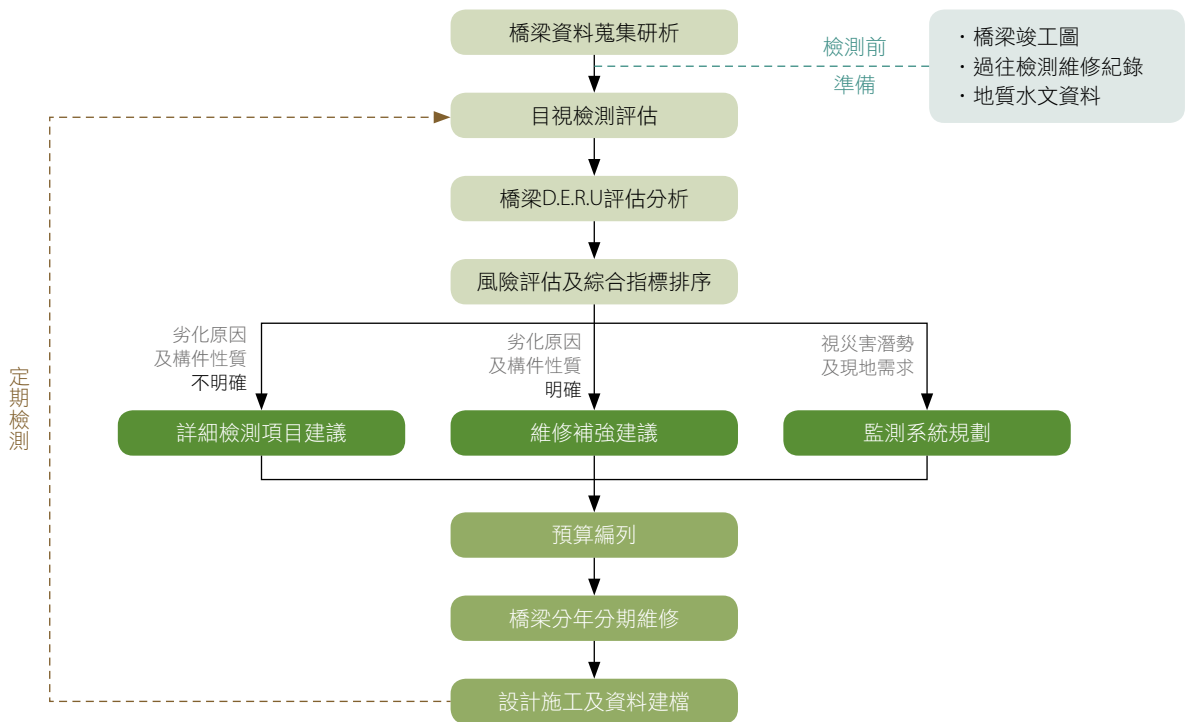 橋梁資料蒐集研析
檢測前
準備
・橋梁竣工圖
・過往檢測維修紀錄
・地質水文資料
目視檢測評估
橋梁D.E.R.U評估分析
風險評估及綜合指標排序
劣化原因
及構件性質
不明確
劣化原因
及構件性質
明確
視災害潛勢
及現地需求
定期檢測
詳細檢測項目建議
維修補強建議
監測系統規劃
預算編列
橋梁分年分期維修
設計施工及資料建檔